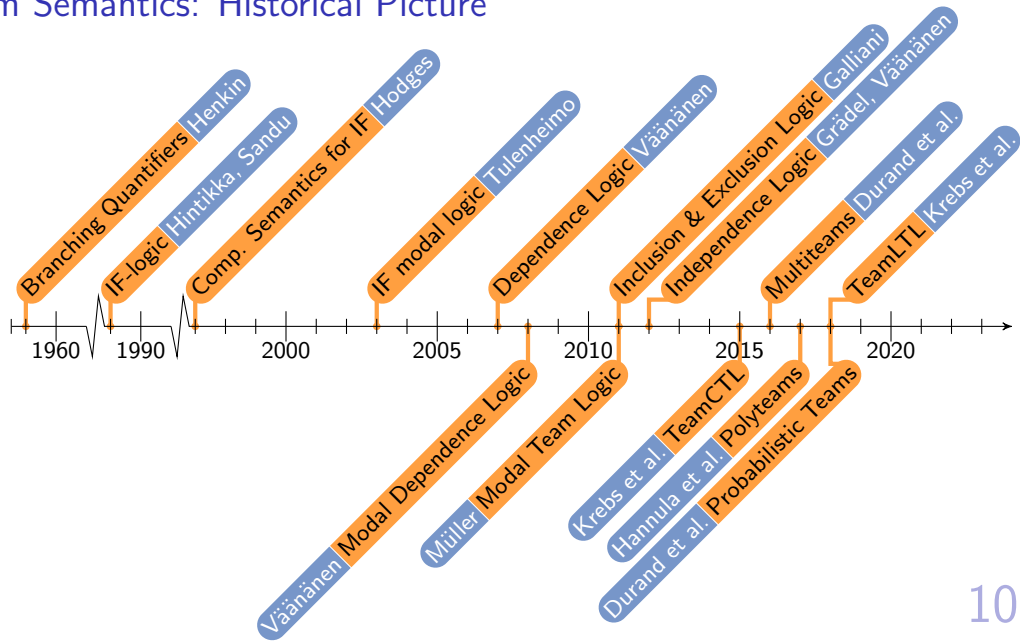 m Semantics: Historical Picture
Branching Quantifiers Henkin
IF-logic Hintikka, Sandu
Comp. Semantics for IF Hodges
IF modal logic Tulenheimo
Dependence Logic Väänänen
Inclusion & Exclusion Logic Galliani
Independence Logic Grädel, Väänänen
Multiteams Durand et al.
TeamLTL Krebs et al.
1960 1990 2000 2005 2010 2015 2020
Väänänen Modal Dependence Logic
Müller Modal Team Logic
Krebs et al. TeamCTL
Hannula et al. Polyteams
Durand et al. Probabilistic Teams
10